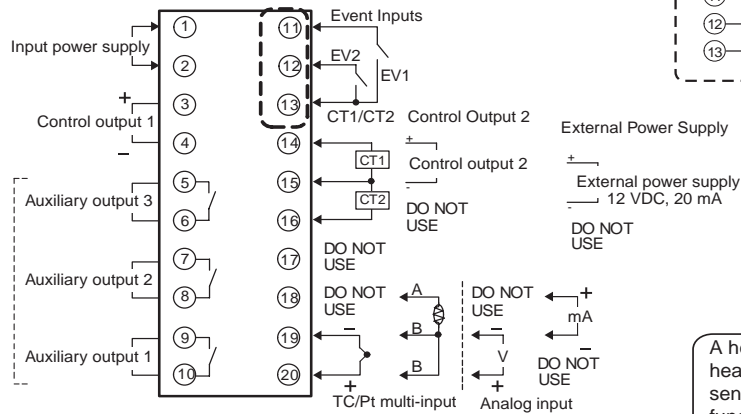 Input power supply
+
Control output 1
–
Auxiliary output 3
Auxiliary output 2
Auxiliary output 1
1
2
3
4
5
6
7
8
9
10
11
12
13
14
15
16
17
18
19
20
Event Inputs
EV2
EV1
CT1/CT2
CT1
CT2
Control Output 2
+
Control output 2
-
DO NOT
USE
External Power Supply
+
External power supply
12 VDC, 20 mA
-
DO NOT
USE
DO NOT
USE
DO NOT
USE
–
+
A
B
B
TC/Pt multi-input
DO NOT
USE
–
V
+
Analog input
+
mA
–
DO NOT
USE
12
13